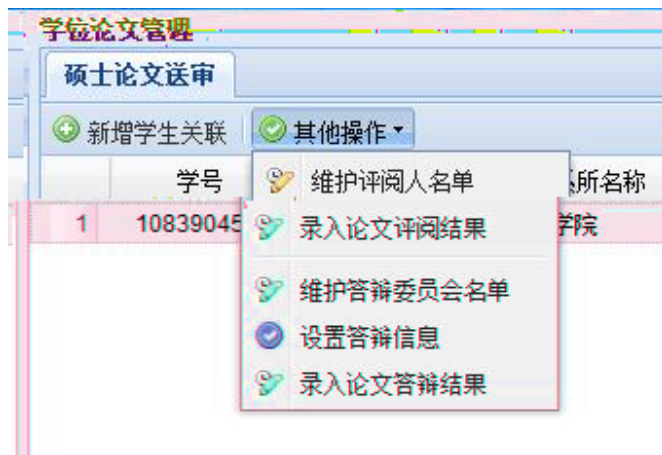 学位论文管理
硕士论文送审
新增学生关联 其他操作
学号 所名称
1 10839045 学院
维护评阅人名单
录入论文评阅结果
维护答辩委员会名单
设置答辩信息
录入论文答辩结果